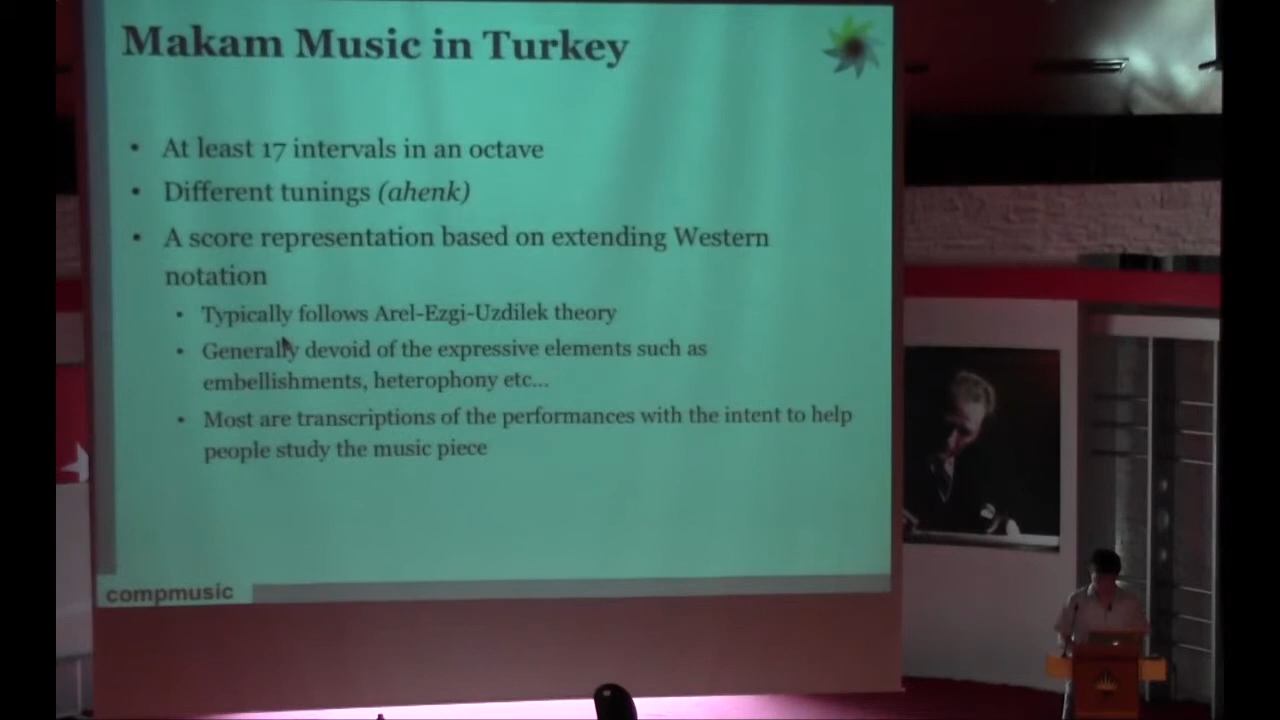 Makam Music in Turkey
• At least 17 intervals in an octave
• Different tunings (ahenk)
• A score representation based on extending Western
notation
• Typically follows Arel-Ezgi-Uzdilek theory
• Generally devoid of the expressive elements such as
embellishments, heterophony etc...
• Most are transcriptions of the performances with the intent to help
people study the music piece
compmusic